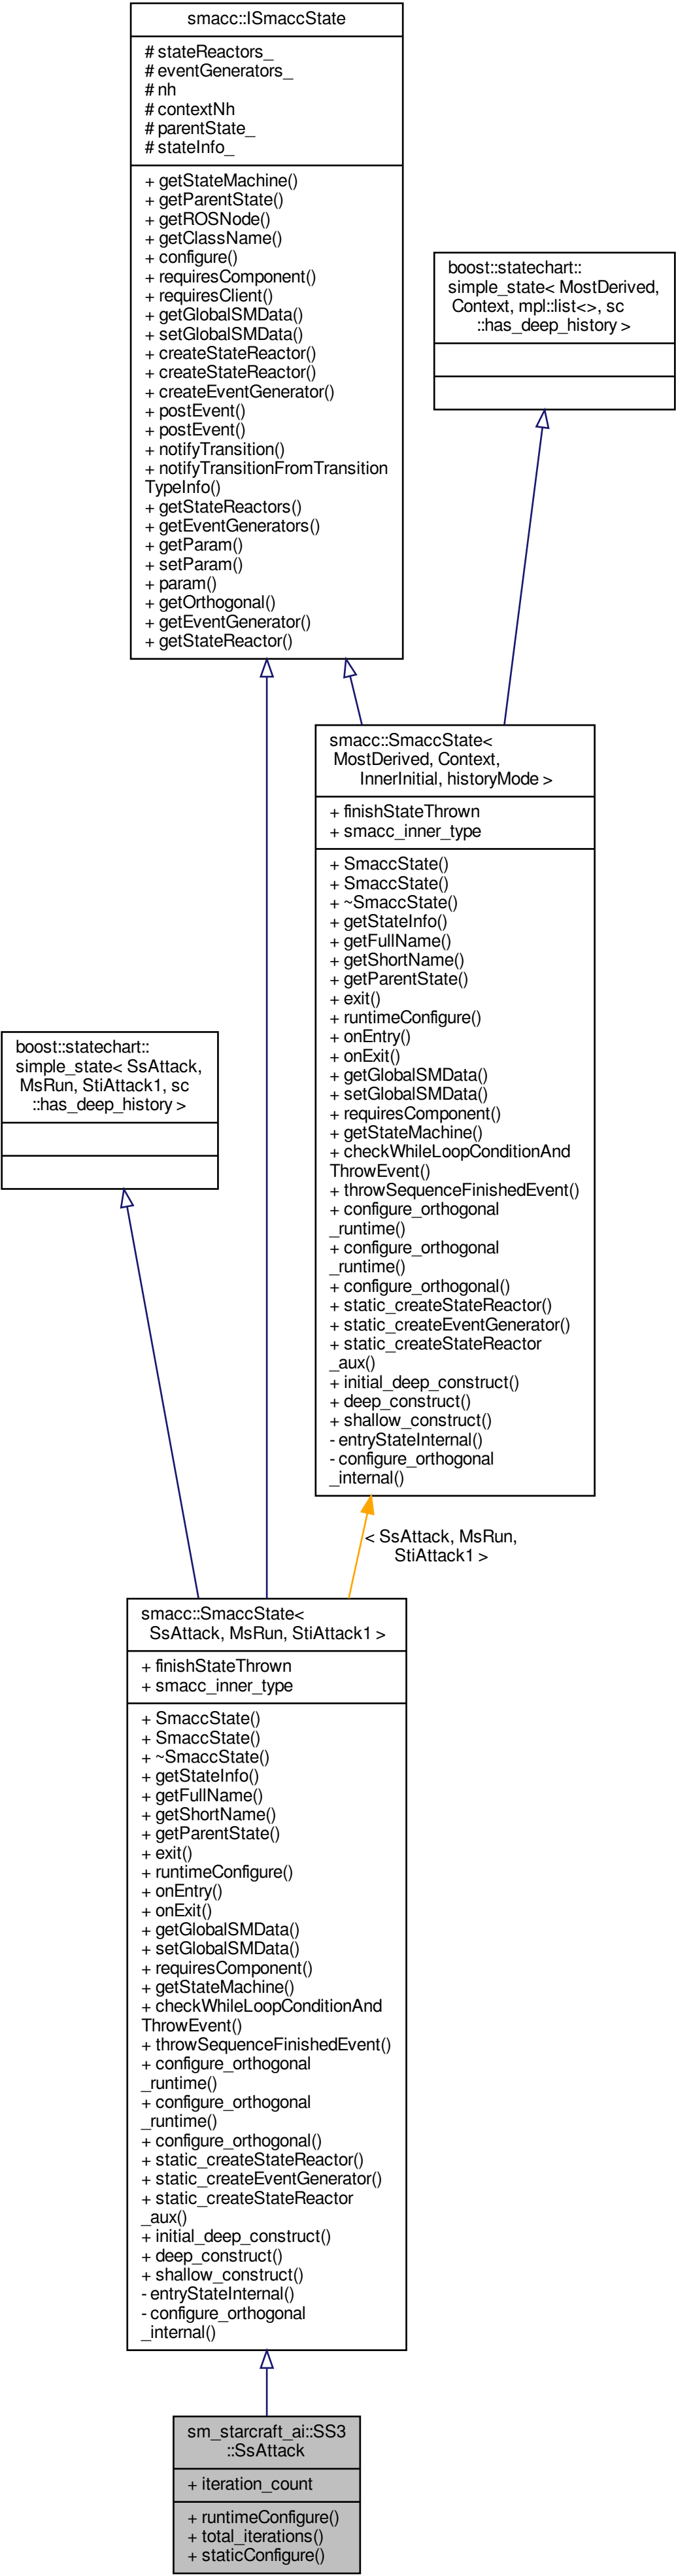 smacc::ISmaccState
# stateReactors_
# eventGenerators_
# nh
# contextNh
# parentState_
# stateInfo_
+ getStateMachine()
+ getParentState()
+ getROSNode()
+ getClassName()
+ configure()
+ requiresComponent()
+ requiresClient()
+ getGlobalSMData()
+ setGlobalSMData()
+ createStateReactor()
+ createStateReactor()
+ createEventGenerator()
+ postEvent()
+ postEvent()
+ notifyTransition()
+ notifyTransitionFromTransition
TypeInfo()
+ getStateReactors()
+ getEventGenerators()
+ getParam()
+ setParam()
+ param()
+ getOrthogonal()
+ getEventGenerator()
+ getStateReactor()
boost::statechart::
simple_state< MostDerived,
Context, mpl::list<>, sc
::has_deep_history >
smacc::SmaccState<
MostDerived, Context,
InnerInitial, historyMode >
+ finishStateThrown
+ smacc_inner_type
+ SmaccState()
+ SmaccState()
+ ~SmaccState()
+ getStateInfo()
+ getFullName()
+ getShortName()
+ getParentState()
+ exit()
+ runtimeConfigure()
+ onEntry()
+ onExit()
+ getGlobalSMData()
+ setGlobalSMData()
+ requiresComponent()
+ getStateMachine()
+ checkWhileLoopConditionAnd
ThrowEvent()
+ throwSequenceFinishedEvent()
+ configure_orthogonal
_runtime()
+ configure_orthogonal
_runtime()
+ configure_orthogonal()
+ static_createStateReactor()
+ static_createEventGenerator()
+ static_createStateReactor
_aux()
+ initial_deep_construct()
+ deep_construct()
+ shallow_construct()
- entryStateInternal()
- configure_orthogonal
_internal()
boost::statechart::
simple_state< SsAttack,
MsRun, StiAttack1, sc
::has_deep_history >
< SsAttack, MsRun,
StiAttack1 >
smacc::SmaccState<
SsAttack, MsRun, StiAttack1 >
+ finishStateThrown
+ smacc_inner_type
+ SmaccState()
+ SmaccState()
+ ~SmaccState()
+ getStateInfo()
+ getFullName()
+ getShortName()
+ getParentState()
+ exit()
+ runtimeConfigure()
+ onEntry()
+ onExit()
+ getGlobalSMData()
+ setGlobalSMData()
+ requiresComponent()
+ getStateMachine()
+ checkWhileLoopConditionAnd
ThrowEvent()
+ throwSequenceFinishedEvent()
+ configure_orthogonal
_runtime()
+ configure_orthogonal
_runtime()
+ configure_orthogonal()
+ static_createStateReactor()
+ static_createEventGenerator()
+ static_createStateReactor
_aux()
+ initial_deep_construct()
+ deep_construct()
+ shallow_construct()
- entryStateInternal()
- configure_orthogonal
_internal()
sm_starcraft_ai::SS3
::SsAttack
+ iteration_count
+ runtimeConfigure()
+ total_iterations()
+ staticConfigure()